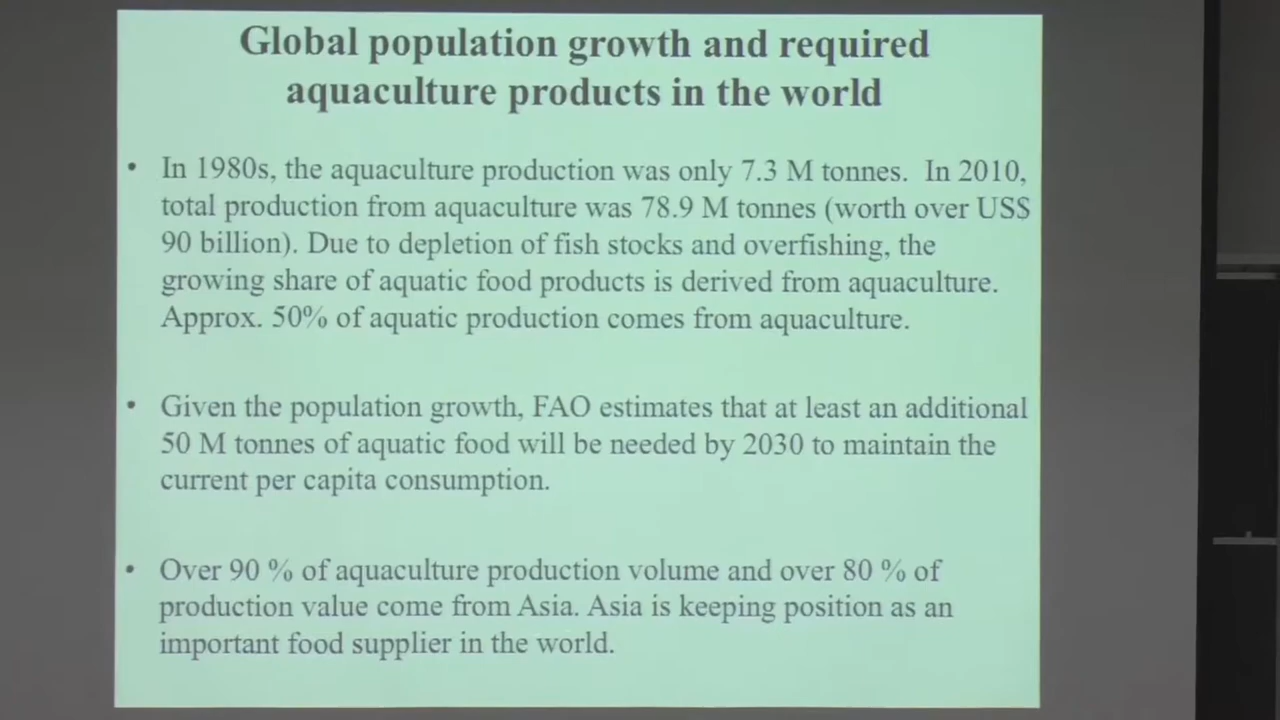 Global population growth and required
aquaculture products in the world
• In 1980s, the aquaculture production was only 7.3 M tonnes. In 2010,
total production from aquaculture was 78.9 M tonnes (worth over US$
90 billion). Due to depletion of fish stocks and overfishing, the
growing share of aquatic food products is derived from aquaculture.
Approx. 50% of aquatic production comes from aquaculture.
• Given the population growth, FAO estimates that at least an additional
50 M tonnes of aquatic food will be needed by 2030 to maintain the
current per capita consumption.
• Over 90 % of aquaculture production volume and over 80 % of
production value come from Asia. Asia is keeping position as an
important food supplier in the world.